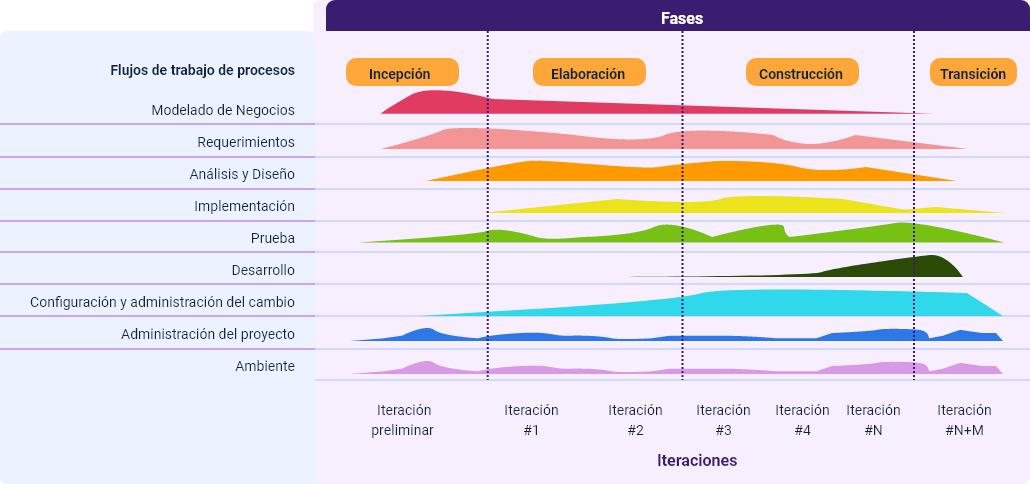 Fases
Flujos de trabajo de procesos
Incepción
Elaboración
Construcción
Transición
Modelado de Negocios
Requerimientos
Análisis y Diseño
Implementación
Prueba
Desarrollo
Configuración y administración del cambio
Administración del proyecto
Ambiente
Iteración
preliminar
Iteración
#1
Iteración
#2
Iteración
#3
Iteración
#4
Iteración
#N
Iteración
#N+M
Iteraciones